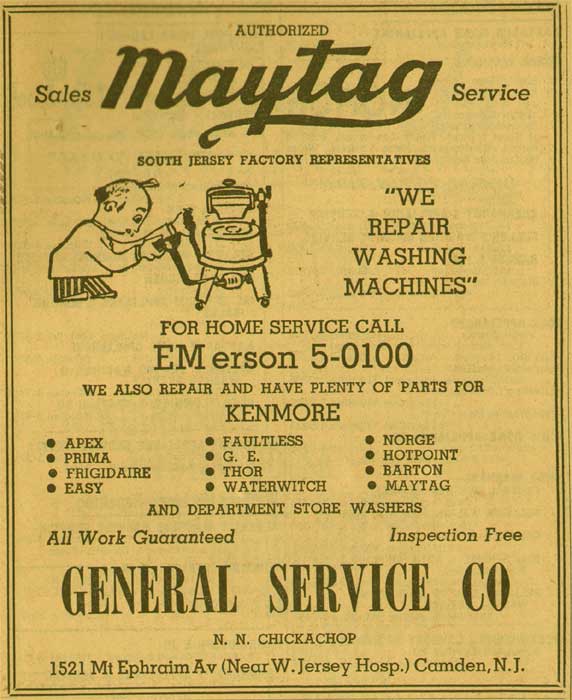 AUTHORIZED
Sales Maytag Service
SOUTH JERSEY FACTORY REPRESENTATIVES
"WE
REPAIR
WASHING
MACHINES"
FOR HOME SERVICE CALL
EM erson 5-0100
WE ALSO REPAIR AND HAVE PLENTY OF PARTS FOR
KENMORE
● APEX ● FAULTLESS ● NORGE
● PRIMA ● G. E. ● HOTPOINT
● FRIGIDAIRE ● THOR ● BARTON
● EASY ● WATERWITCH ● MAYTAG
AND DEPARTMENT STORE WASHERS
All Work Guaranteed Inspection Free
GENERAL SERVICE CO
N. N. CHICKACHOP
1521 Mt Ephraim Av (Near W. Jersey Hosp.) Camden, N.J.